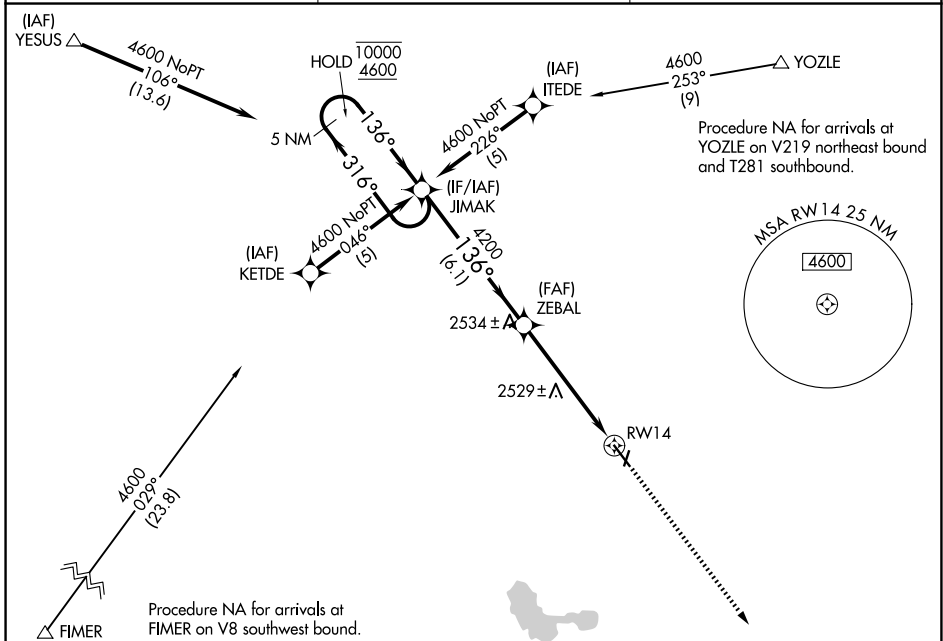 (IAF)
YESUS
4600 NoPT
106°
(13.6)
HOLD
10000
4600
5 NM
136°
316°
(IAF)
ITEDE
4600 NoPT
226°
(5)
4600
253°
(9)
YOZLE
Procedure NA for arrivals at
YOZLE on V219 northeast bound
and T281 southbound.
(IF/IAF)
JIMAK
4600 NoPT
046°
(5)
(IAF)
KETDE
4200
136°
(6.1)
MSA RW14 25 NM
4600
(FAF)
ZEBAL
2534 ±
2529 ±
RW14
4600
029°
(23.8)
FIMER
Procedure NA for arrivals at
FIMER on V8 southwest bound.